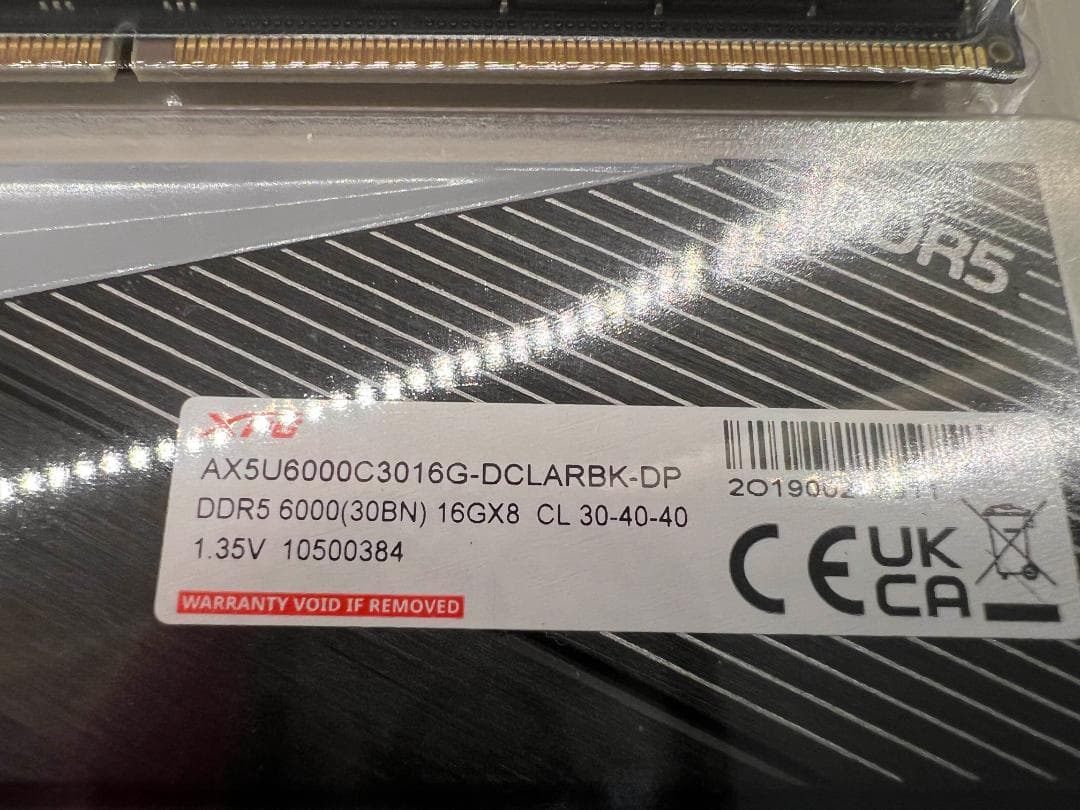 DR5
XPG
AX5U6000C3016G-DCLARBK-DP
DDR5 6000(30BN) 16GX8 CL 30-40-40
1.35V 10500384
WARRANTY VOID IF REMOVED
CE UK
CA